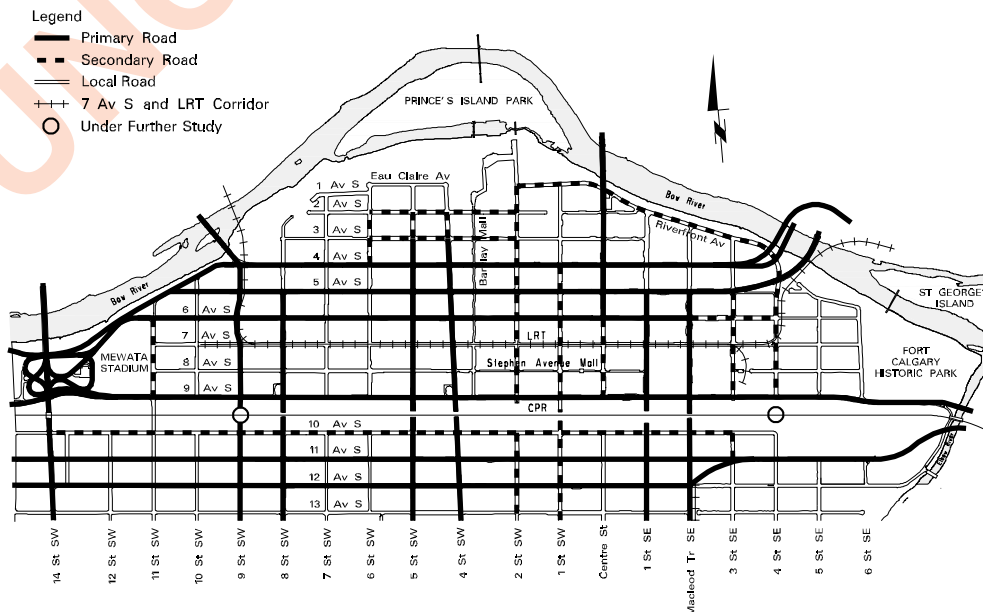 UNC
Legend
Primary Road
Secondary Road
Local Road
7 Av S and LRT Corridor
Under Further Study
PRINCE'S ISLAND PARK
1 Av S Eau Claire Av
2 Av S
3 Av S
4 Av S
5 Av S
6 Av S
7 Av S
8 Av S
9 Av S
10 Av S
11 Av S
12 Av S
13 Av S
Barclay Mall
Bow River
Riverfront Av
Bow River
ST GEORGE'S
ISLAND
MEWATA
STADIUM
LRT
Stephen Avenue Mall
FORT
CALGARY
HISTORIC PARK
CPR
Elbow River
14 St SW
12 St SW
11 St SW
10 St SW
9 St SW
8 St SW
7 St SW
6 St SW
5 St SW
4 St SW
2 St SW
1 St SW
Centre St
1 St SE
Macleod Tr SE
3 St SE
4 St SE
5 St SE
6 St SE